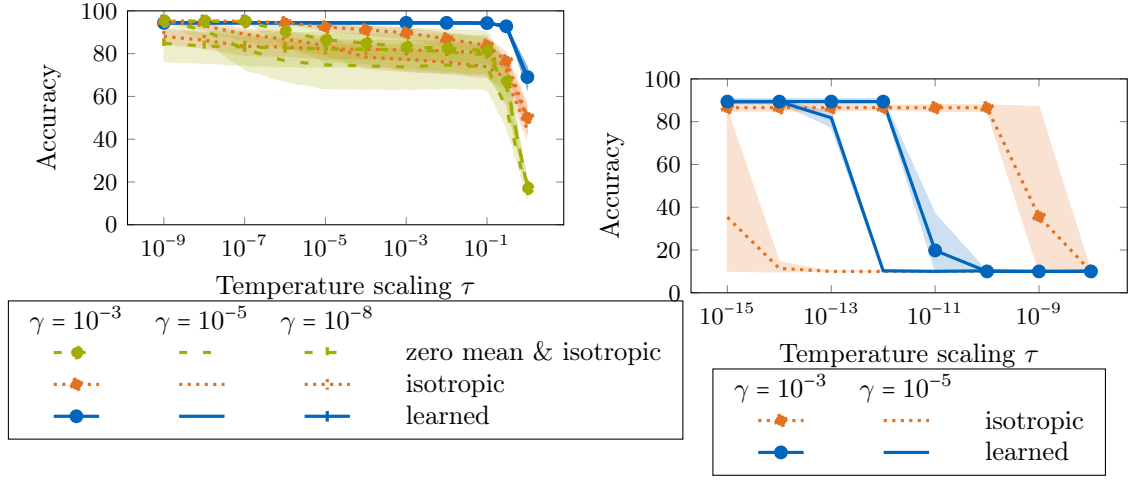 100
80
60
40
20
0
Accuracy
10⁻⁹
10⁻⁷
10⁻⁵
10⁻³
10⁻¹
Temperature scaling τ
γ = 10⁻³ γ = 10⁻⁵ γ = 10⁻⁸
zero mean & isotropic
isotropic
learned
100
80
60
40
20
0
Accuracy
10⁻¹⁵
10⁻¹³
10⁻¹¹
10⁻⁹
Temperature scaling τ
γ = 10⁻³ γ = 10⁻⁵
isotropic
learned